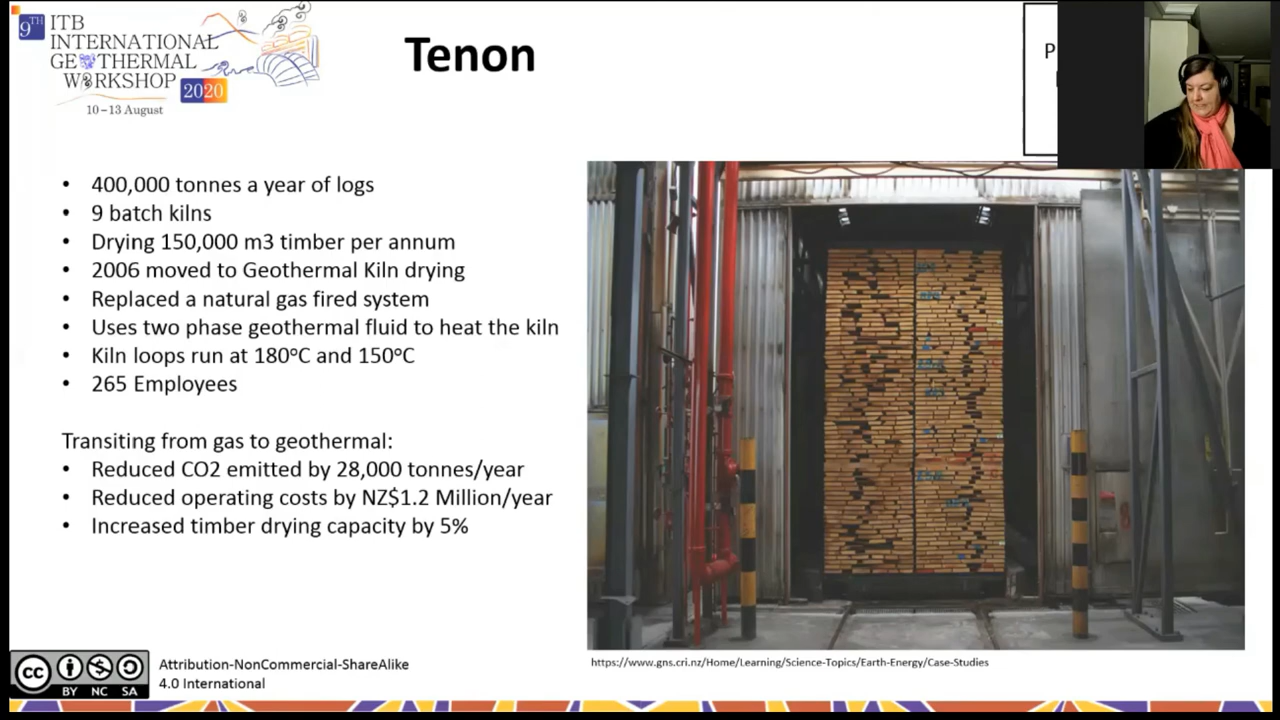 9TH
ITB
INTERNATIONAL
GEOTHERMAL
WORKSHOP
2020
10–13 August
Tenon
P
• 400,000 tonnes a year of logs
• 9 batch kilns
• Drying 150,000 m3 timber per annum
• 2006 moved to Geothermal Kiln drying
• Replaced a natural gas fired system
• Uses two phase geothermal fluid to heat the kiln
• Kiln loops run at 180ºC and 150ºC
• 265 Employees
Transiting from gas to geothermal:
• Reduced CO2 emitted by 28,000 tonnes/year
• Reduced operating costs by NZ$1.2 Million/year
• Increased timber drying capacity by 5%
https://www.gns.cri.nz/Home/Learning/Science-Topics/Earth-Energy/Case-Studies
cc
BY NC SA
Attribution-NonCommercial-ShareAlike
4.0 International